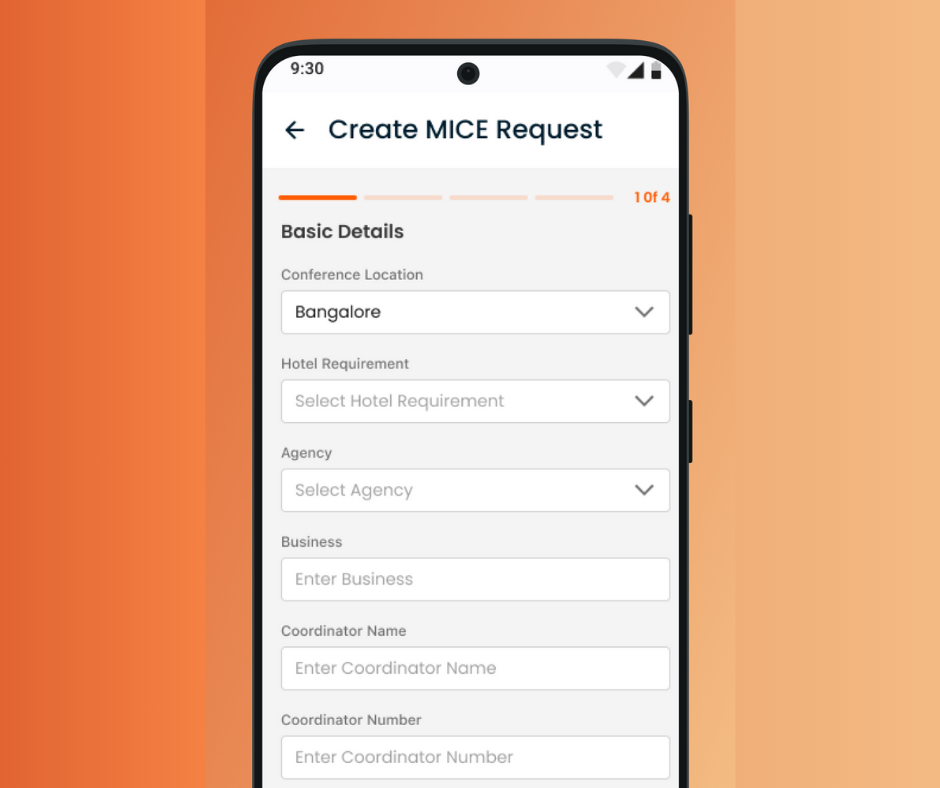 9:30
Create MICE Request
1 Of 4
Basic Details
Conference Location
Bangalore
Hotel Requirement
Select Hotel Requirement
Agency
Select Agency
Business
Enter Business
Coordinator Name
Enter Coordinator Name
Coordinator Number
Enter Coordinator Number